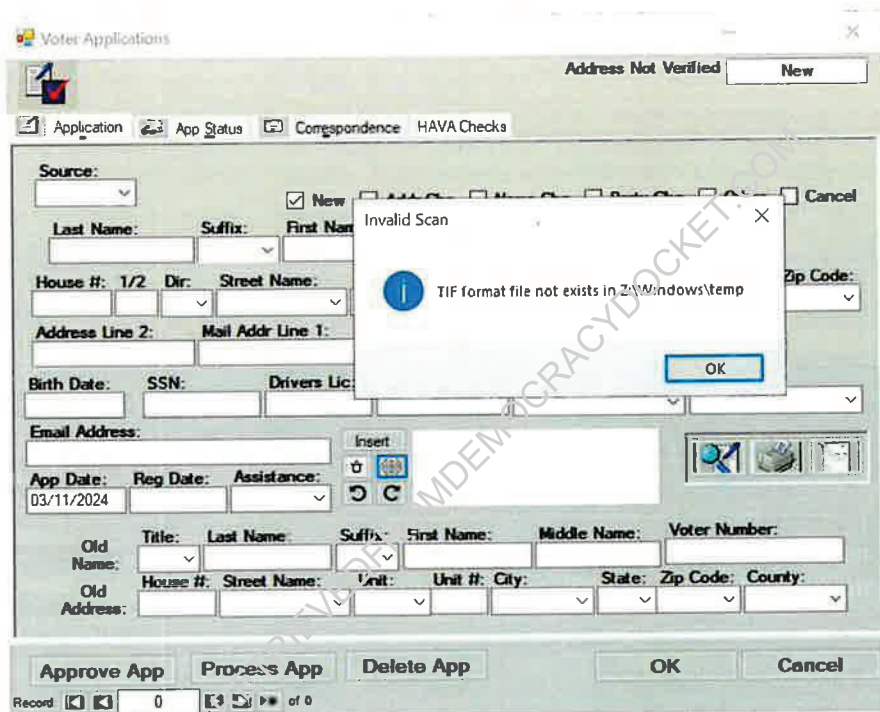 Voter Applications
Address Not Verified New
Application App Status Correspondence HAVA Checks
Source:
New Cancel
Last Name: Suffix: First Nam
Invalid Scan
TIF format file not exists in Z:\Windows\temp
OK
House #: 1/2 Dir: Street Name: Zip Code:
Address Line 2: Mail Addr Line 1:
Birth Date: SSN: Drivers Lic:
Email Address:
Insert
App Date: Reg Date: Assistance:
03/11/2024
Old Name: Title: Last Name: Suffix: First Name: Middle Name: Voter Number:
Old Address: House #: Street Name: Unit: Unit #: City: State: Zip Code: County:
Approve App Process App Delete App OK Cancel
Record: 0 of 0